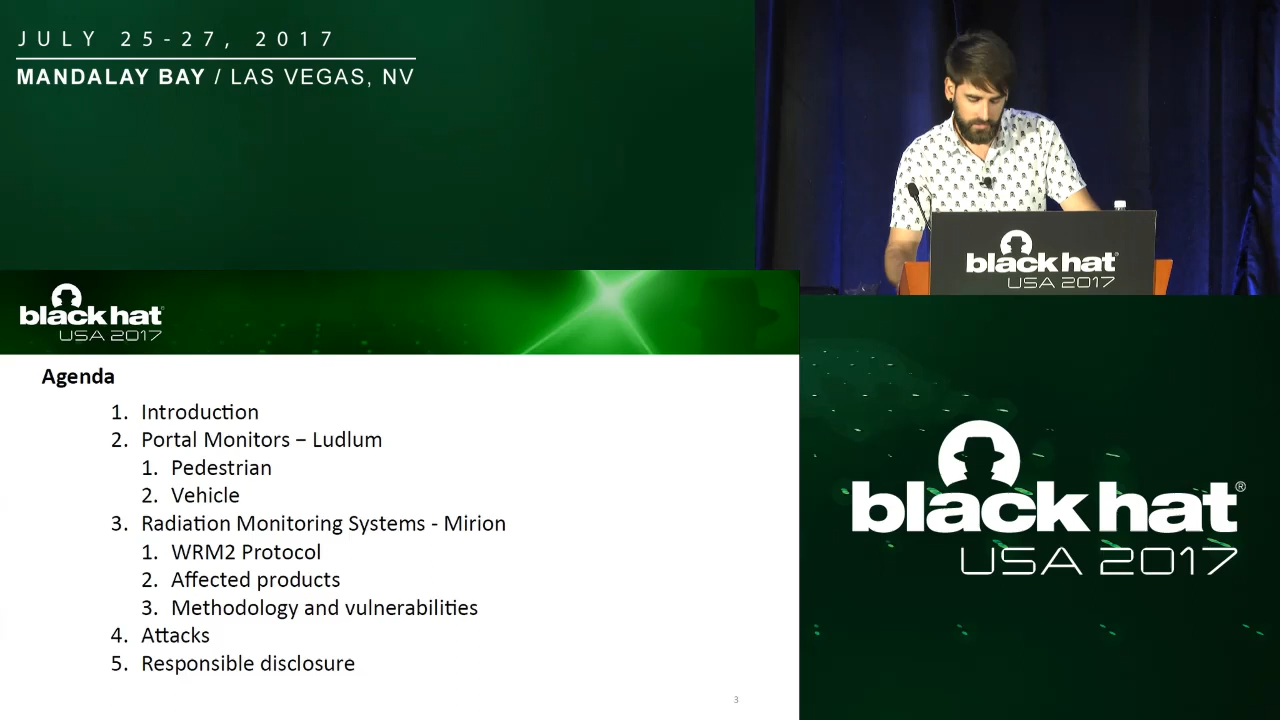 JULY 25-27, 2017
MANDALAY BAY / LAS VEGAS, NV
black hat
USA 2017
black hat
USA 2017
Agenda
1. Introduction
2. Portal Monitors – Ludlum
1. Pedestrian
2. Vehicle
3. Radiation Monitoring Systems - Mirion
1. WRM2 Protocol
2. Affected products
3. Methodology and vulnerabilities
4. Attacks
5. Responsible disclosure
3
black hat®
USA 2017